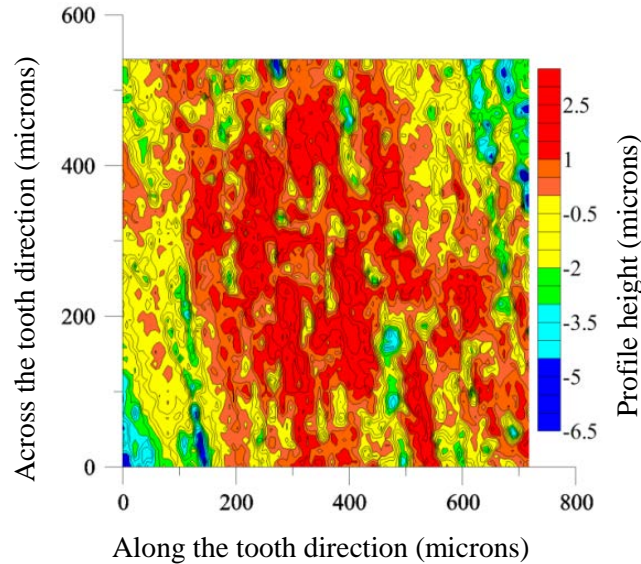 600
400
200
0
Across the tooth direction (microns)
0 200 400 600 800
Along the tooth direction (microns)
2.5
1
-0.5
-2
-3.5
-5
-6.5
Profile height (microns)